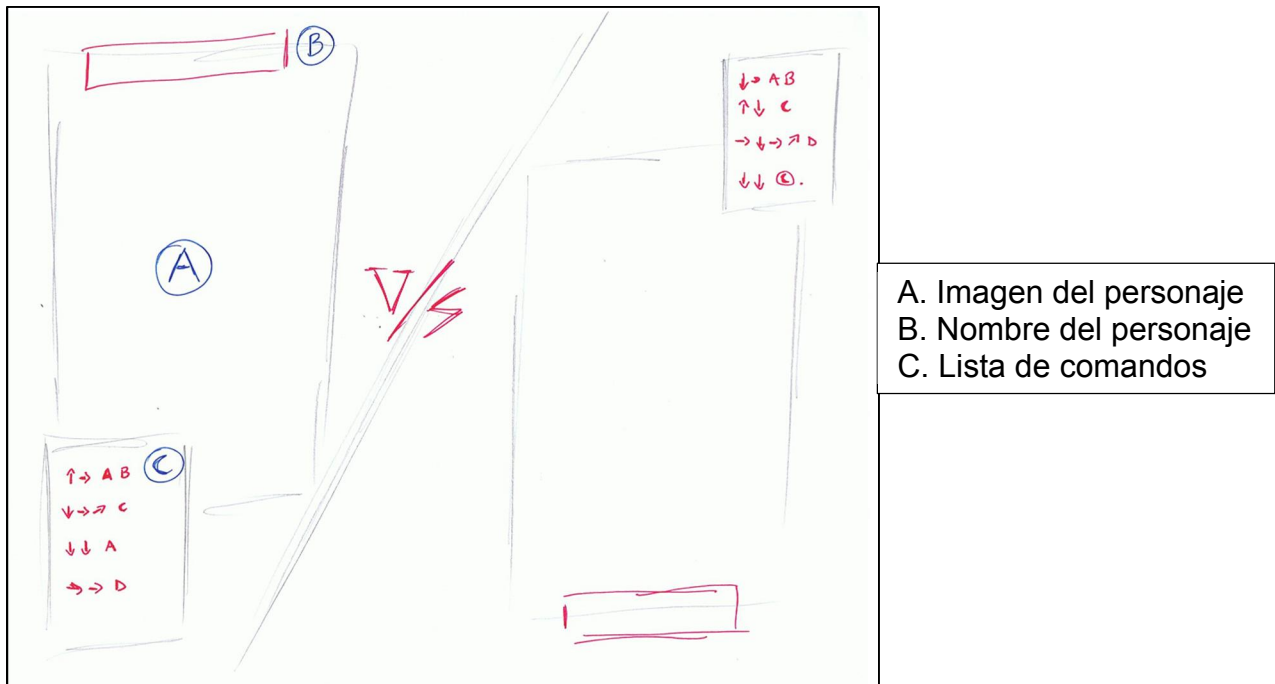 B
A
V/S
C
↑→ A B
↓→↗ C
↓↓ A
→→ D
↓→ A B
↑↓ C
→↓→↗ D
↓↓ C.
A. Imagen del personaje
B. Nombre del personaje
C. Lista de comandos